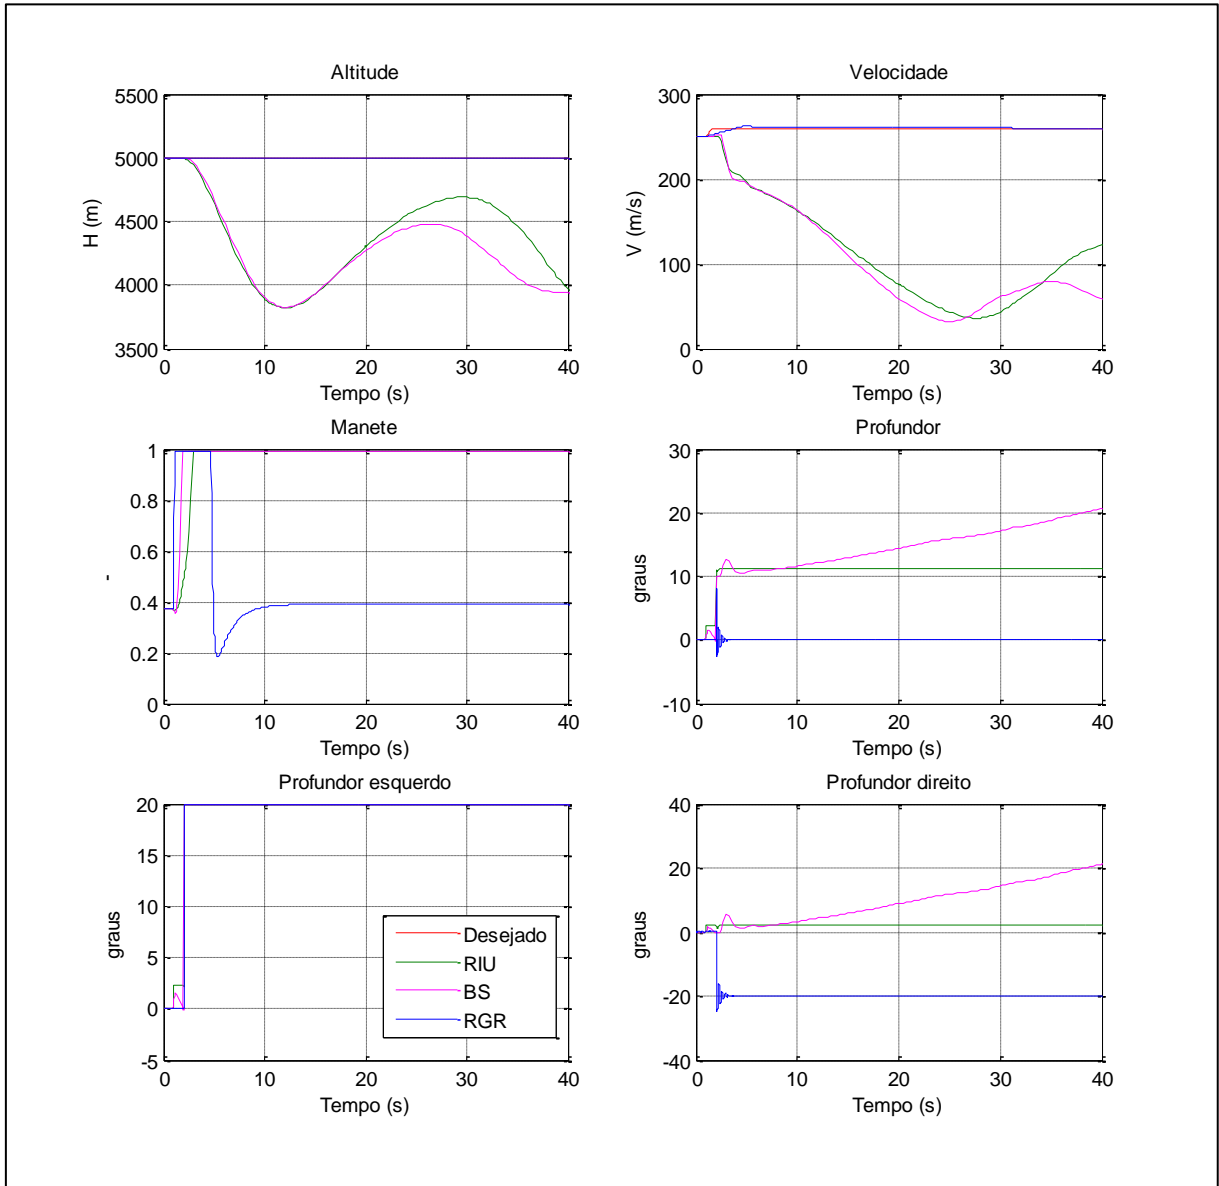 Altitude
5500
5000
4500
4000
3500
H (m)
0 10 20 30 40
Tempo (s)
Velocidade
300
200
100
0
V (m/s)
0 10 20 30 40
Tempo (s)
Manete
1
0.8
0.6
0.4
0.2
0
-
0 10 20 30 40
Tempo (s)
Profundor
30
20
10
0
-10
graus
0 10 20 30 40
Tempo (s)
Profundor esquerdo
20
15
10
5
0
-5
graus
0 10 20 30 40
Tempo (s)
Desejado
RIU
BS
RGR
Profundor direito
40
20
0
-20
-40
graus
0 10 20 30 40
Tempo (s)